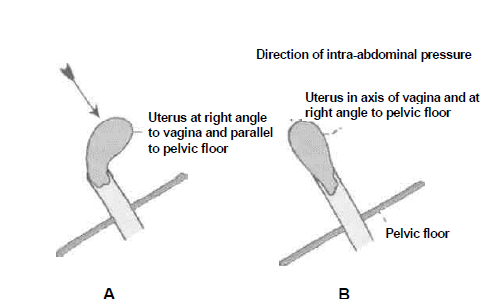 Direction of intra-abdominal pressure
Uterus at right angle
to vagina and parallel
to pelvic floor
Uterus in axis of vagina and at
right angle to pelvic floor
Pelvic floor
A
B